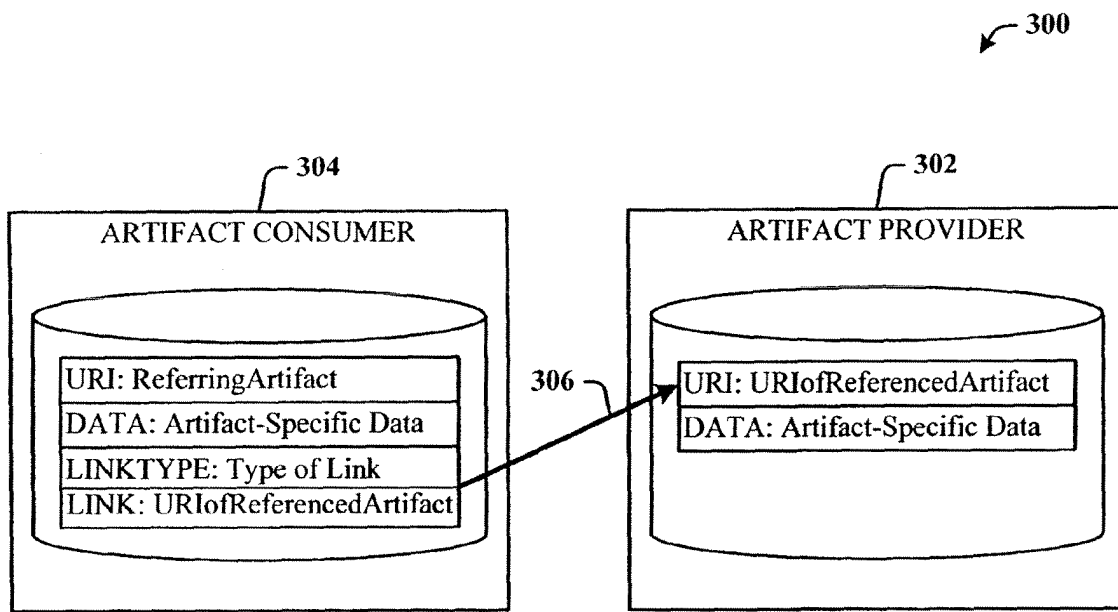 300
304
302
ARTIFACT CONSUMER
ARTIFACT PROVIDER
URI: ReferringArtifact
DATA: Artifact-Specific Data
LINKTYPE: Type of Link
LINK: URIofReferencedArtifact
306
URI: URIofReferencedArtifact
DATA: Artifact-Specific Data